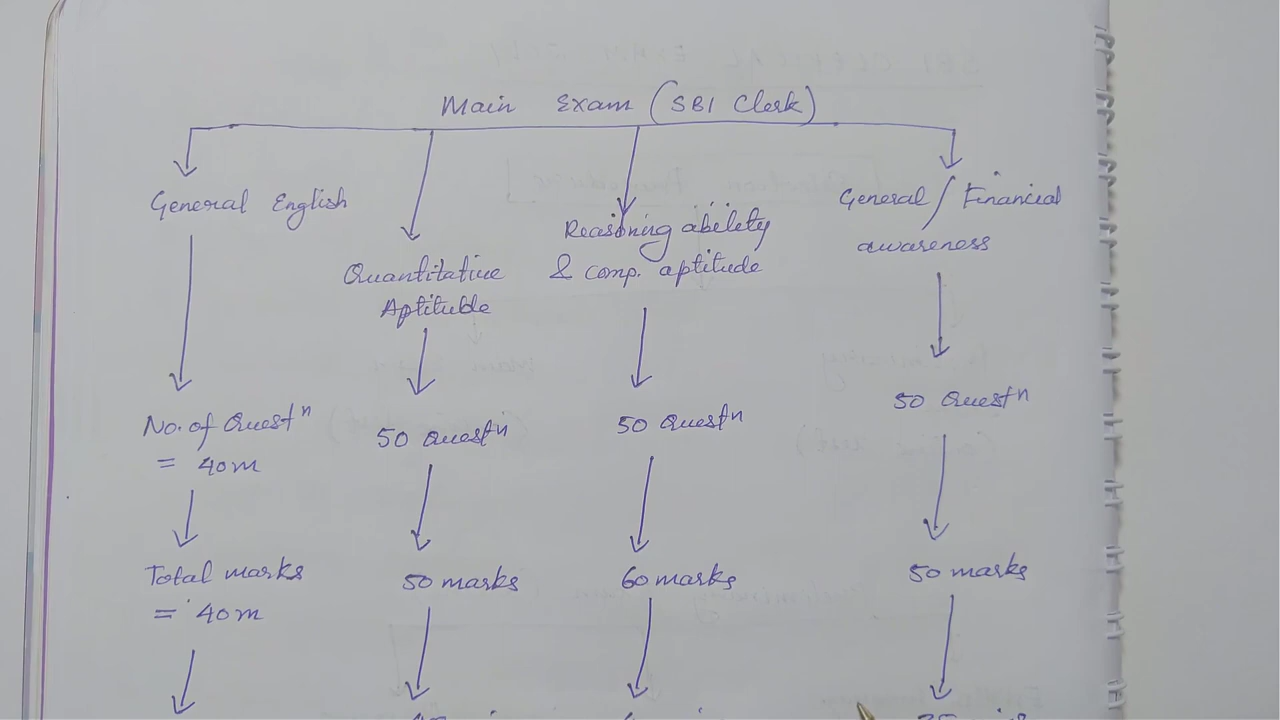 Main Exam (SBI Clerk)
General English
Quantitative
Aptituble
Reasoning ability
& comp. aptitude
General / Financial
awareness
No. of Questⁿ
= 40m
50 Questⁿ
50 Questⁿ
50 Questⁿ
Total marks
= 40m
50 marks
60 marks
50 marks